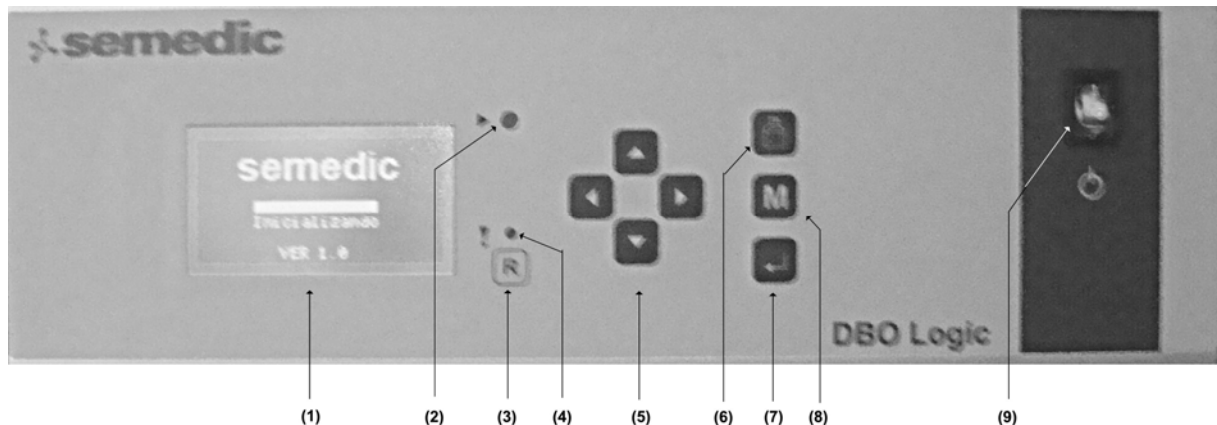 semedic
semedic
Inicializando
VER 1.0
R
M
DBO Logic
(1)
(2)
(3)
(4)
(5)
(6)
(7)
(8)
(9)